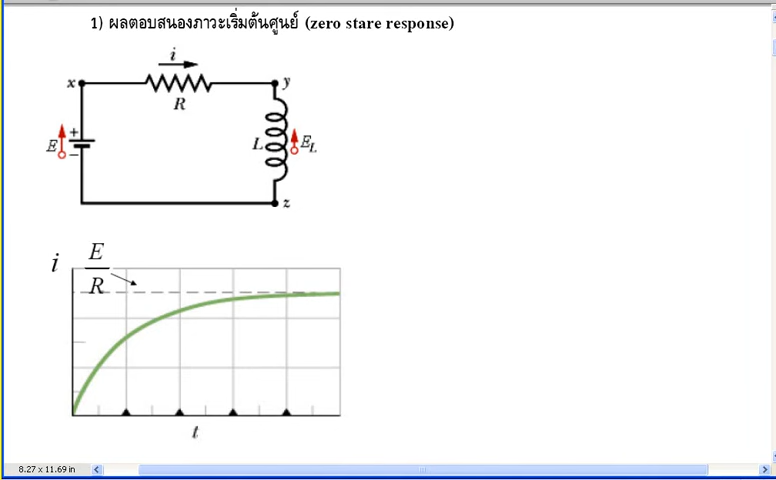 1) ผลตอบสนองภาวะเริ่มต้นศูนย์ (zero stare response)
i
x y
R
+
E L E_L
−
z
i E/R
t
8.27 x 11.69 in